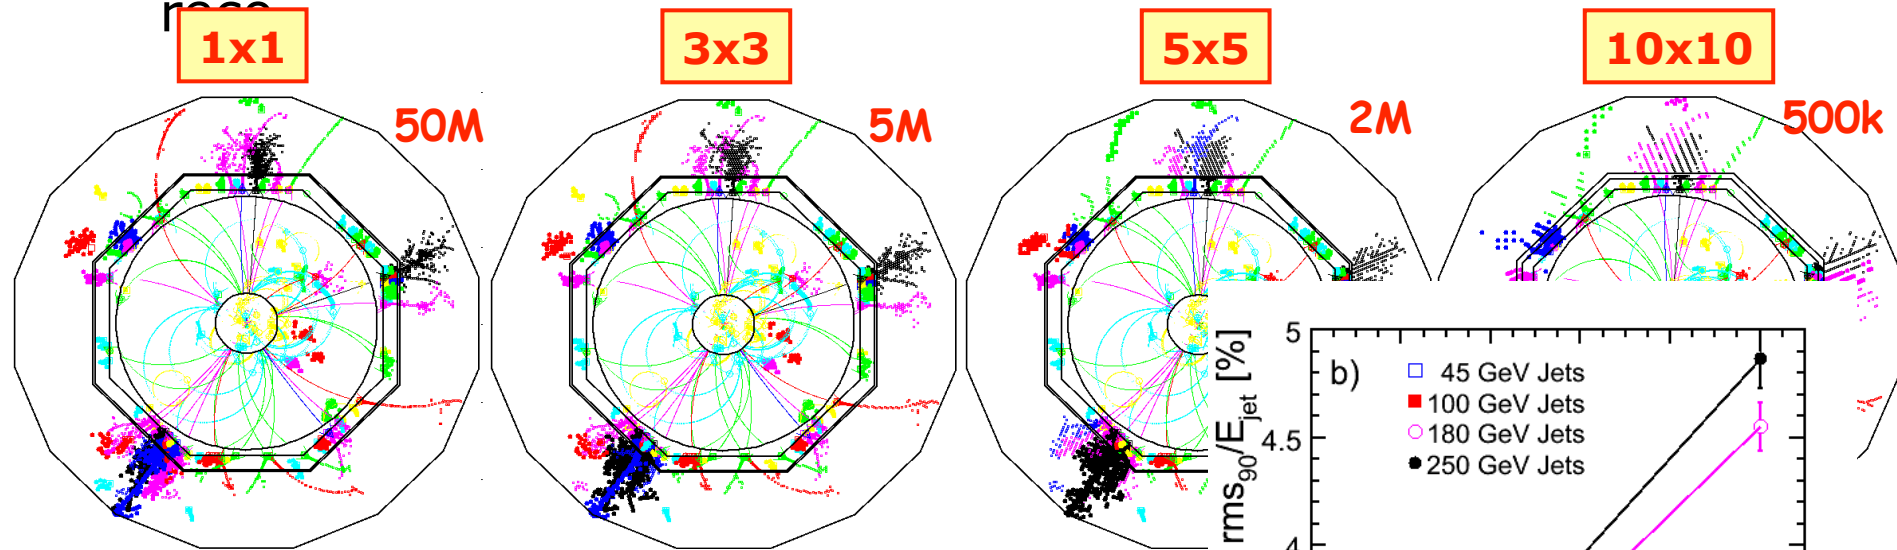 reco
1x1
3x3
5x5
10x10
50M
5M
2M
500k
rms90/Ejet [%]
5
4.5
4
b)
45 GeV Jets
100 GeV Jets
180 GeV Jets
250 GeV Jets